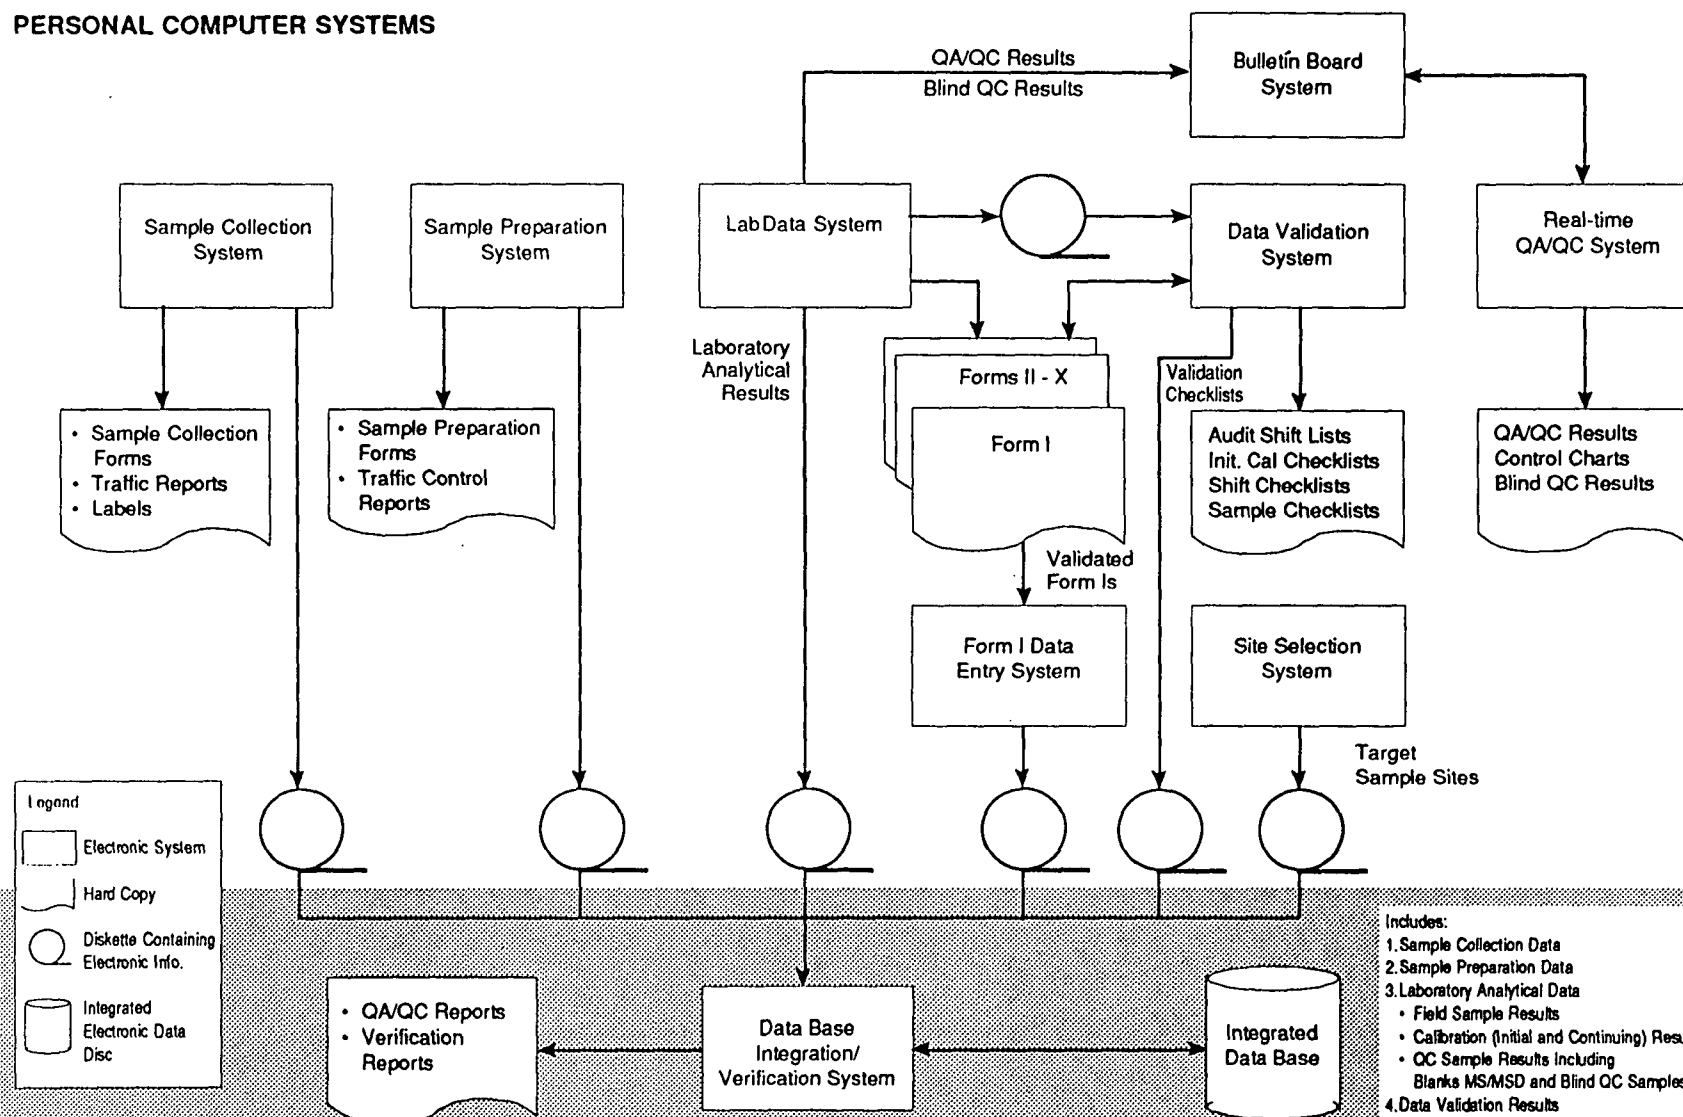 PERSONAL COMPUTER SYSTEMS
QA/QC Results
Blind QC Results
Bulletin Board
System
Sample Collection
System
Sample Preparation
System
Lab Data System
Data Validation
System
Real-time
QA/QC System
Laboratory
Analytical
Results
Forms II - X
Form I
Validation
Checklists
• Sample Collection
Forms
• Traffic Reports
• Labels
• Sample Preparation
Forms
• Traffic Control
Reports
Audit Shift Lists
Init. Cal Checklists
Shift Checklists
Sample Checklists
QA/QC Results
Control Charts
Blind QC Results
Validated
Form Is
Form I Data
Entry System
Site Selection
System
Target
Sample Sites
Legend
Electronic System
Hard Copy
Diskette Containing
Electronic Info.
Integrated
Electronic Data
Disc
• QA/QC Reports
• Verification
Reports
Data Base
Integration/
Verification System
Integrated
Data Base
Includes:
1.Sample Collection Data
2.Sample Preparation Data
3.Laboratory Analytical Data
• Field Sample Results
• Calibration (Initial and Continuing) Resu
• QC Sample Results Including
Blanks MS/MSD and Blind QC Samples
4.Data Validation Results